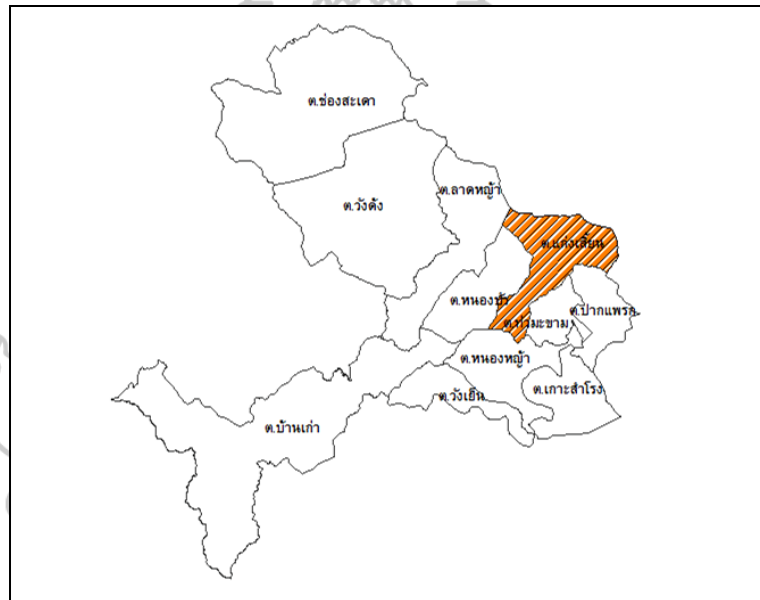 ต.ช่องสะเดา
ต.ลาดหญ้า
ต.วังด้ง
ต.แก่งเสี้ยน
ต.หนองบัว
ต.ปากแพรก
ต.ท่ามะขาม
ต.หนองหญ้า
ต.เกาะสำโรง
ต.วังเย็น
ต.บ้านเก่า